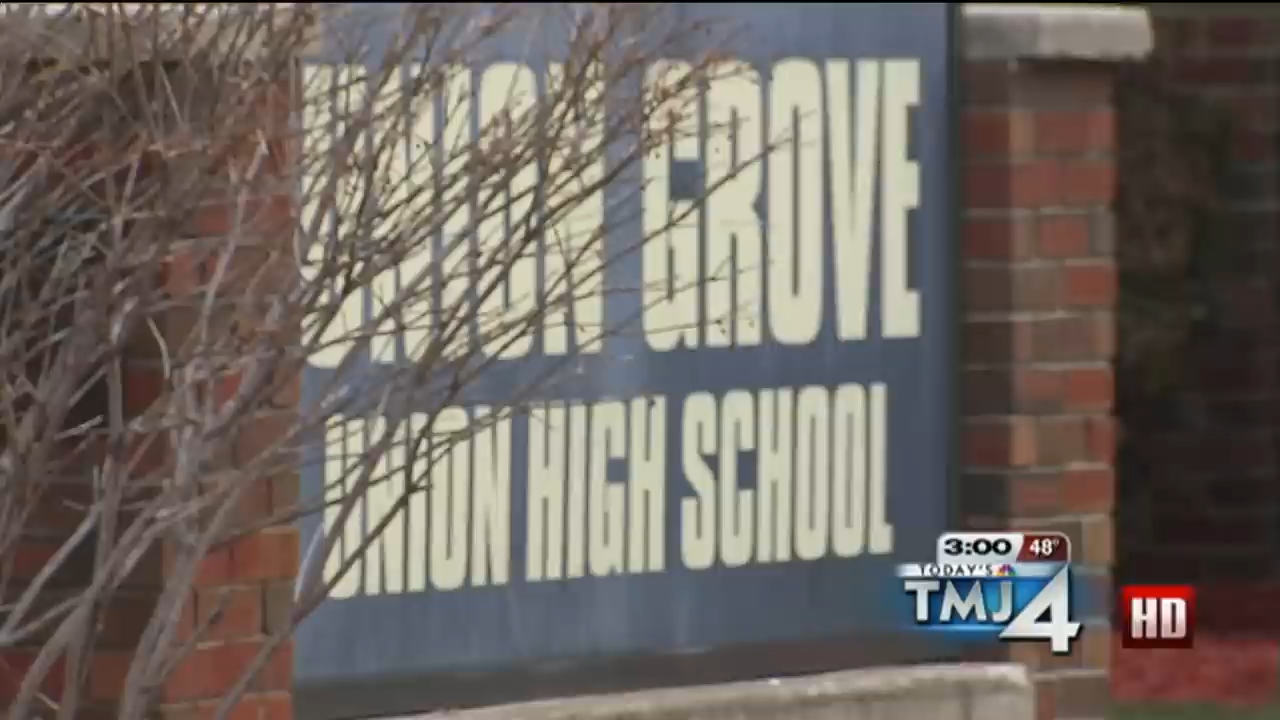 UNION GROVE
UNION HIGH SCHOOL
3:00 48°
TODAY'S
TMJ4
HD